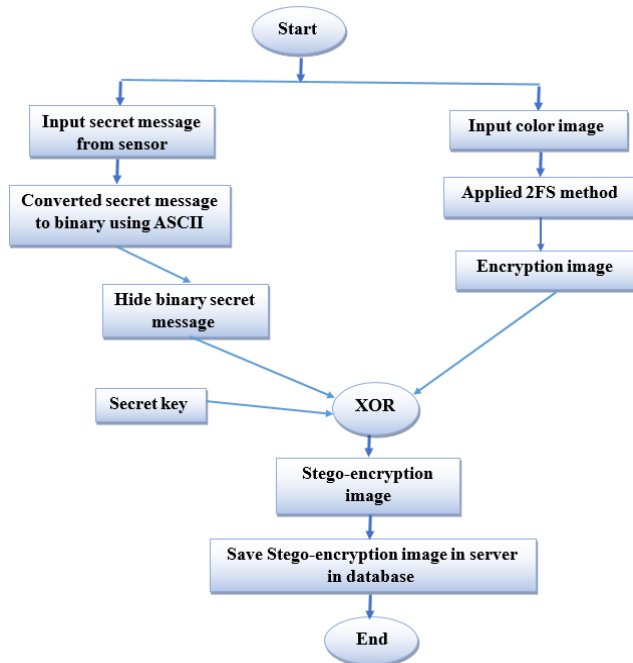 Start
Input secret message
from sensor
Input color image
Converted secret message
to binary using ASCII
Applied 2FS method
Encryption image
Hide binary secret
message
Secret key
XOR
Stego-encryption
image
Save Stego-encryption image in server
in database
End